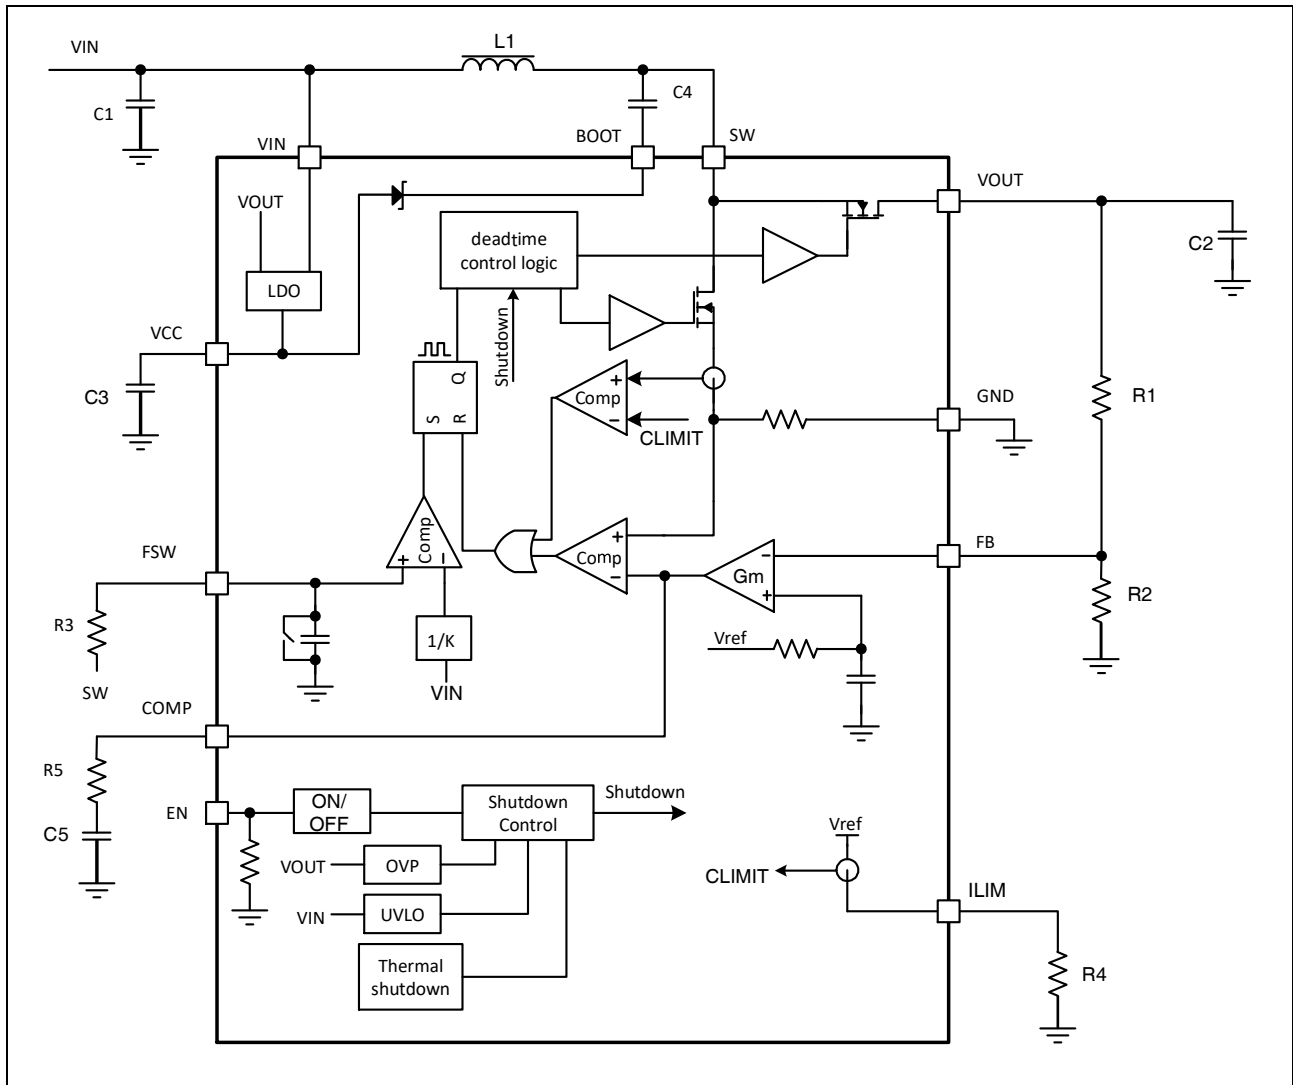 VIN
L1
C1
C4
VIN
BOOT
SW
VOUT
VOUT
deadtime
control logic
C2
LDO
VCC
Shutdown
Q
S
R
+
Comp
−
CLIMIT
C3
GND
R1
FSW
Comp
+
−
+
Comp
−
−
Gm
+
FB
R2
R3
1/K
Vref
SW
VIN
COMP
R5
C5
EN
ON/
OFF
Shutdown
Control
Shutdown
VOUT
OVP
VIN
UVLO
Thermal
shutdown
Vref
CLIMIT
ILIM
R4